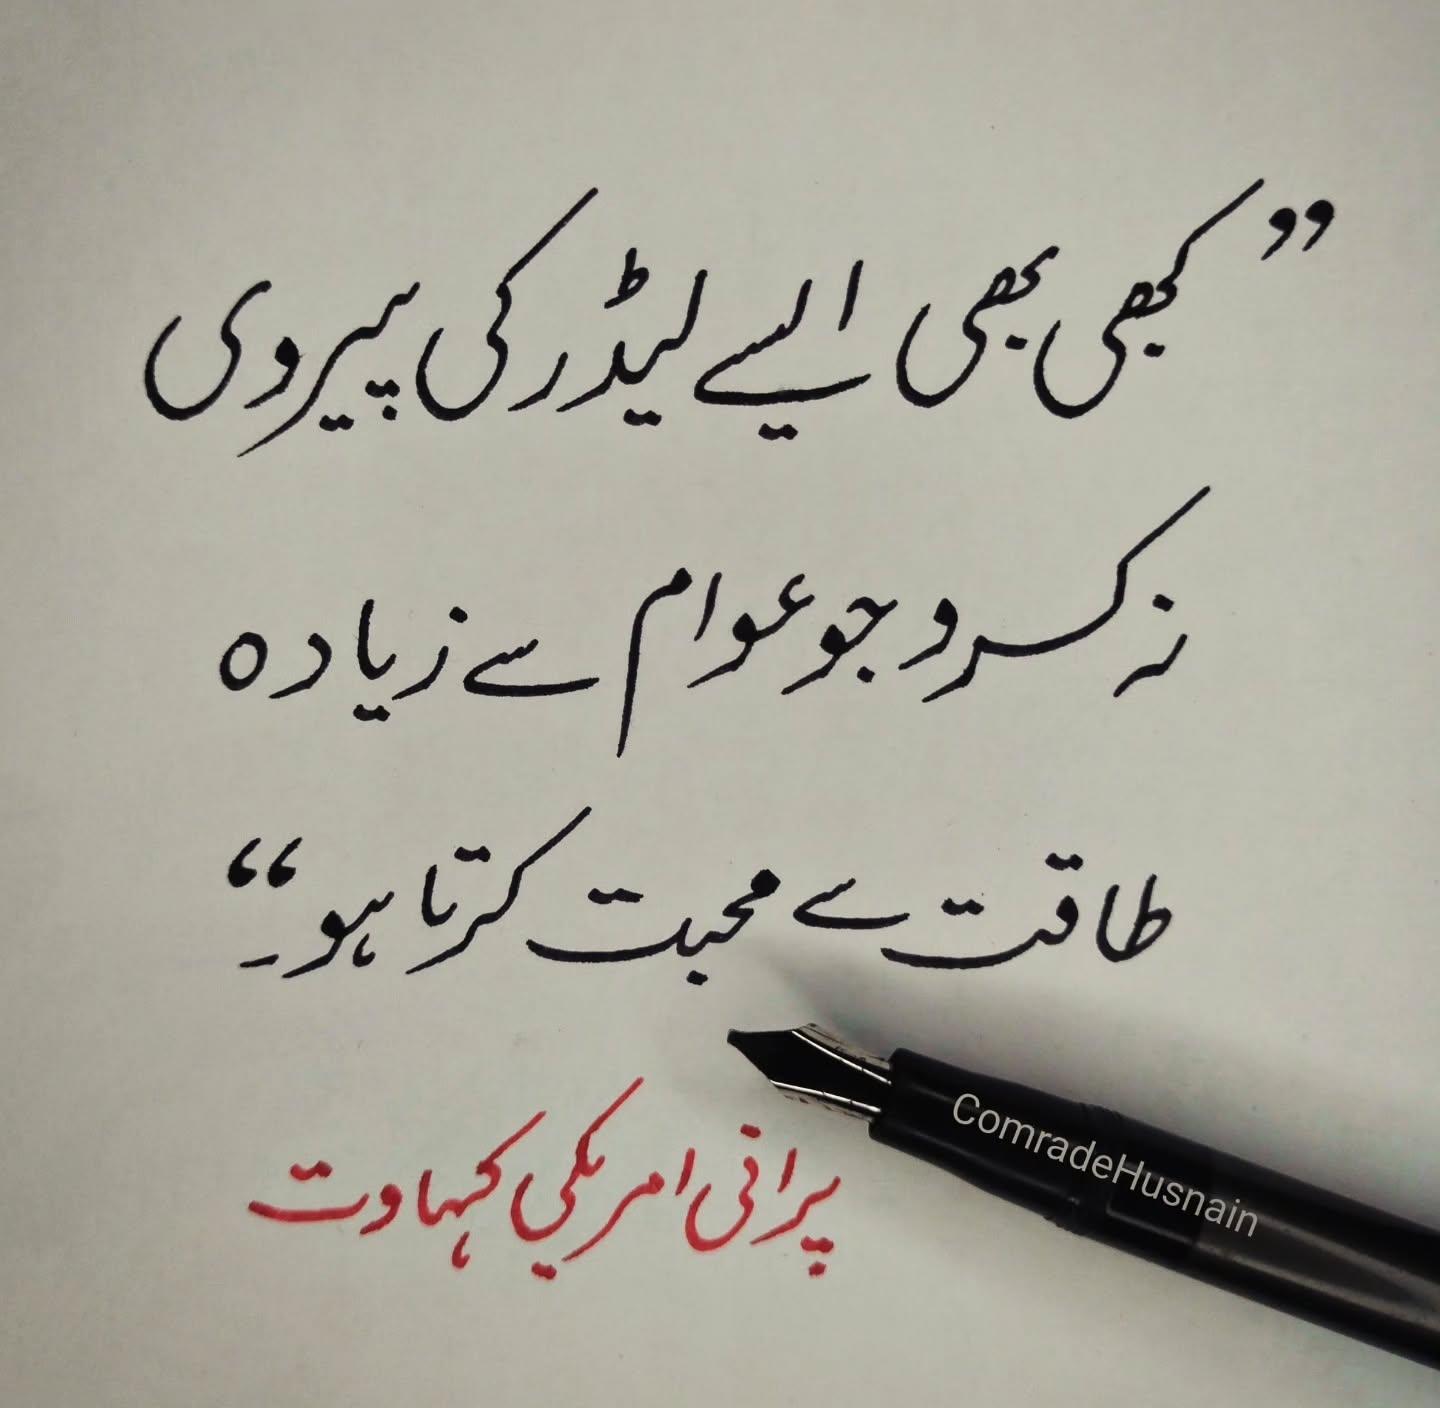 ”کبھی بھی ایسے لیڈر کی پیروی
نہ کرو جو عوام سے زیادہ
طاقت سے محبت کرتا ہو۔“
پرانی امریکی کہاوت
ComradeHusnain